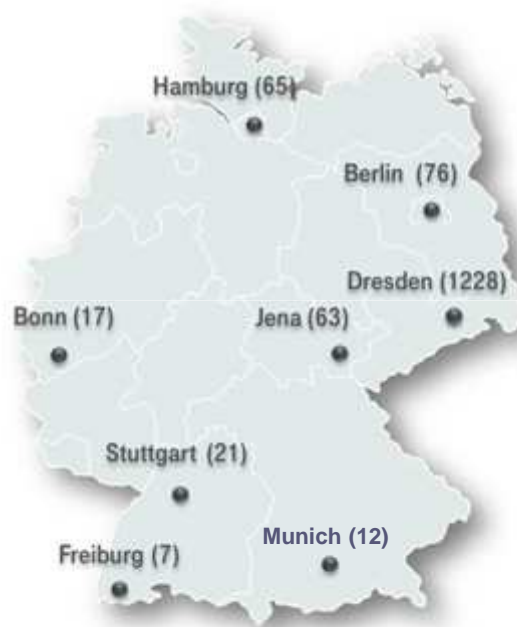 Hamburg (65)
Berlin (76)
Dresden (1228)
Bonn (17)
Jena (63)
Stuttgart (21)
Munich (12)
Freiburg (7)